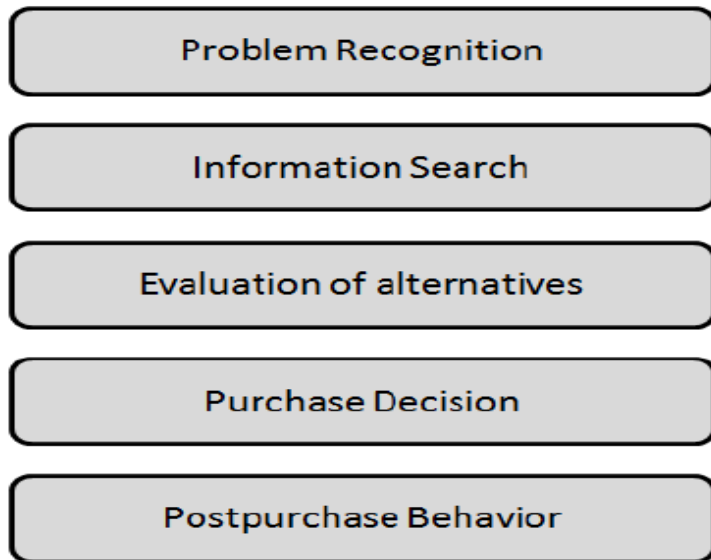 Problem Recognition
Information Search
Evaluation of alternatives
Purchase Decision
Postpurchase Behavior